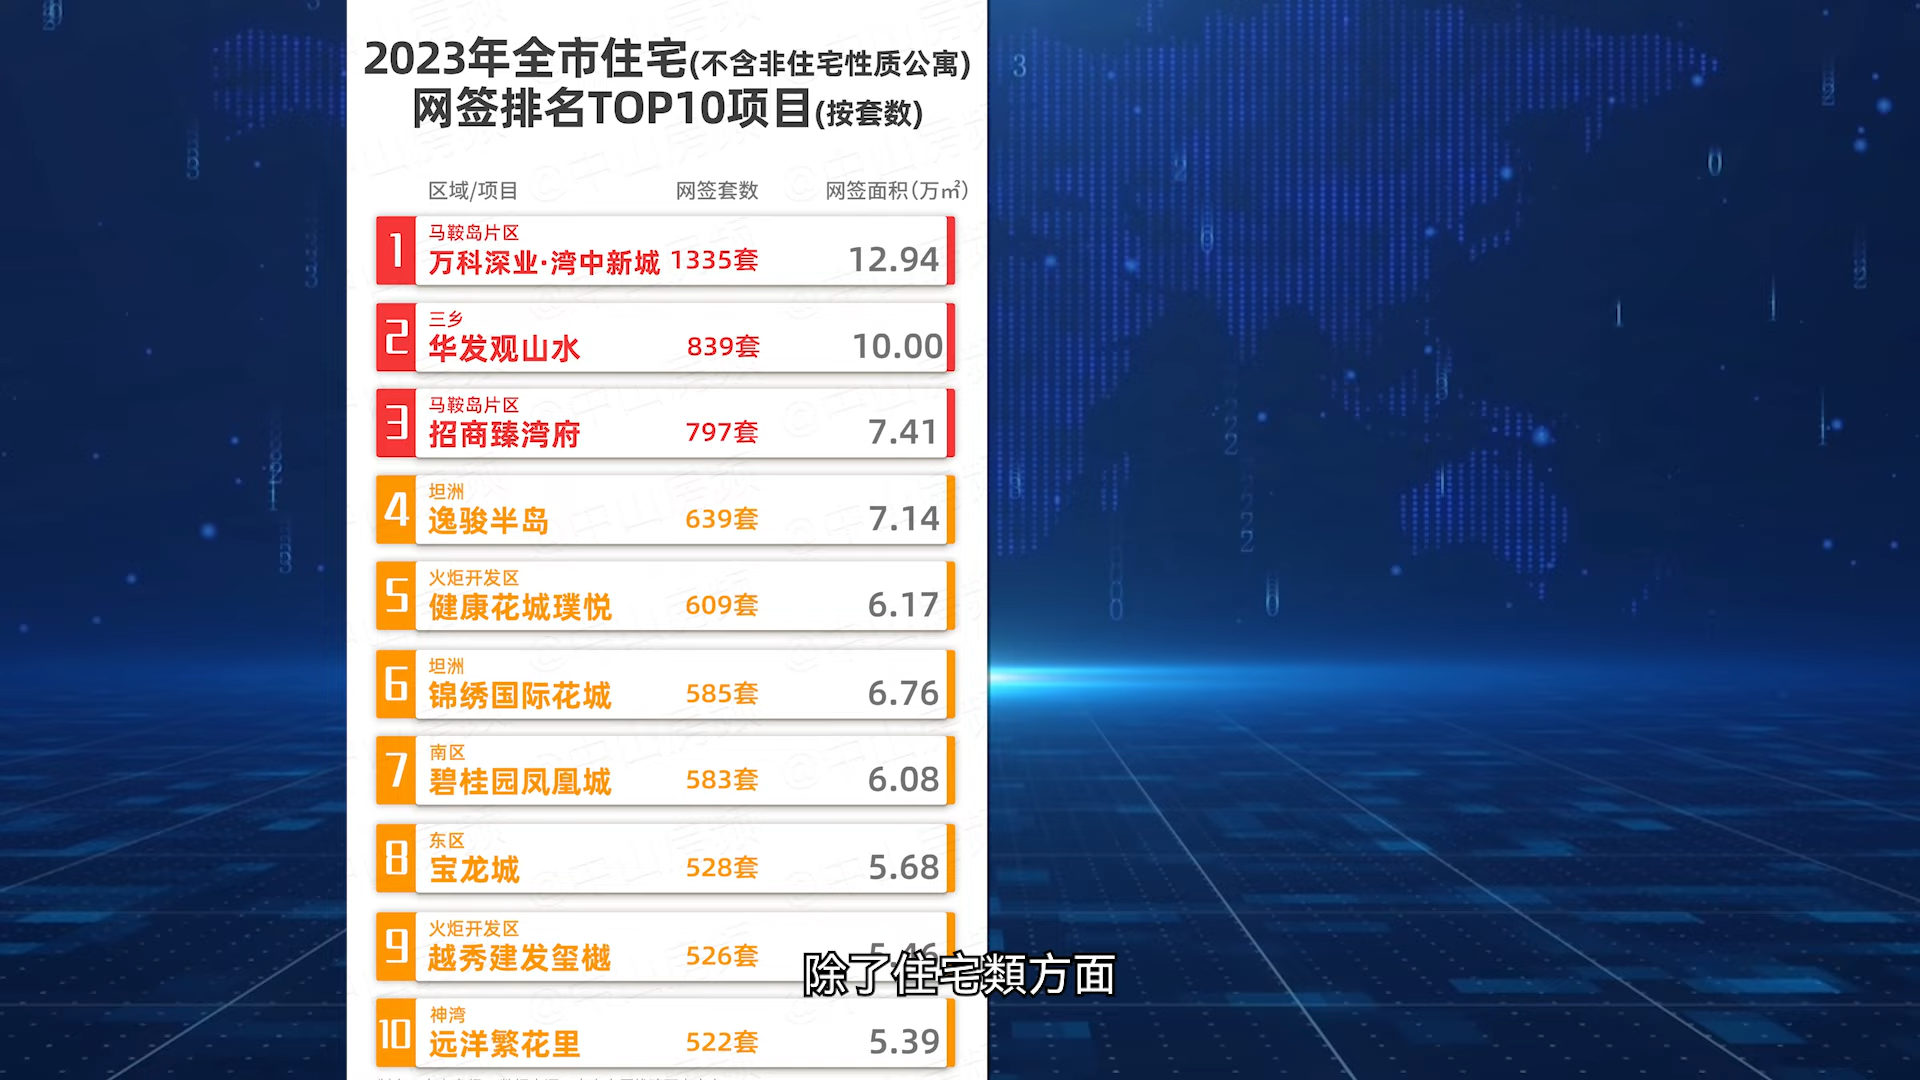 2023年全市住宅(不含非住宅性质公寓)
网签排名TOP10项目(按套数)
区域/项目 网签套数 网签面积(万㎡)
1 马鞍岛片区
万科深业·湾中新城 1335套 12.94
2 三乡
华发观山水 839套 10.00
3 马鞍岛片区
招商臻湾府 797套 7.41
4 坦洲
逸骏半岛 639套 7.14
5 火炬开发区
健康花城璞悦 609套 6.17
6 坦洲
锦绣国际花城 585套 6.76
7 南区
碧桂园凤凰城 583套 6.08
8 东区
宝龙城 528套 5.68
9 火炬开发区
越秀建发玺樾 526套 5.46
除了住宅類方面
10 神湾
远洋繁花里 522套 5.39